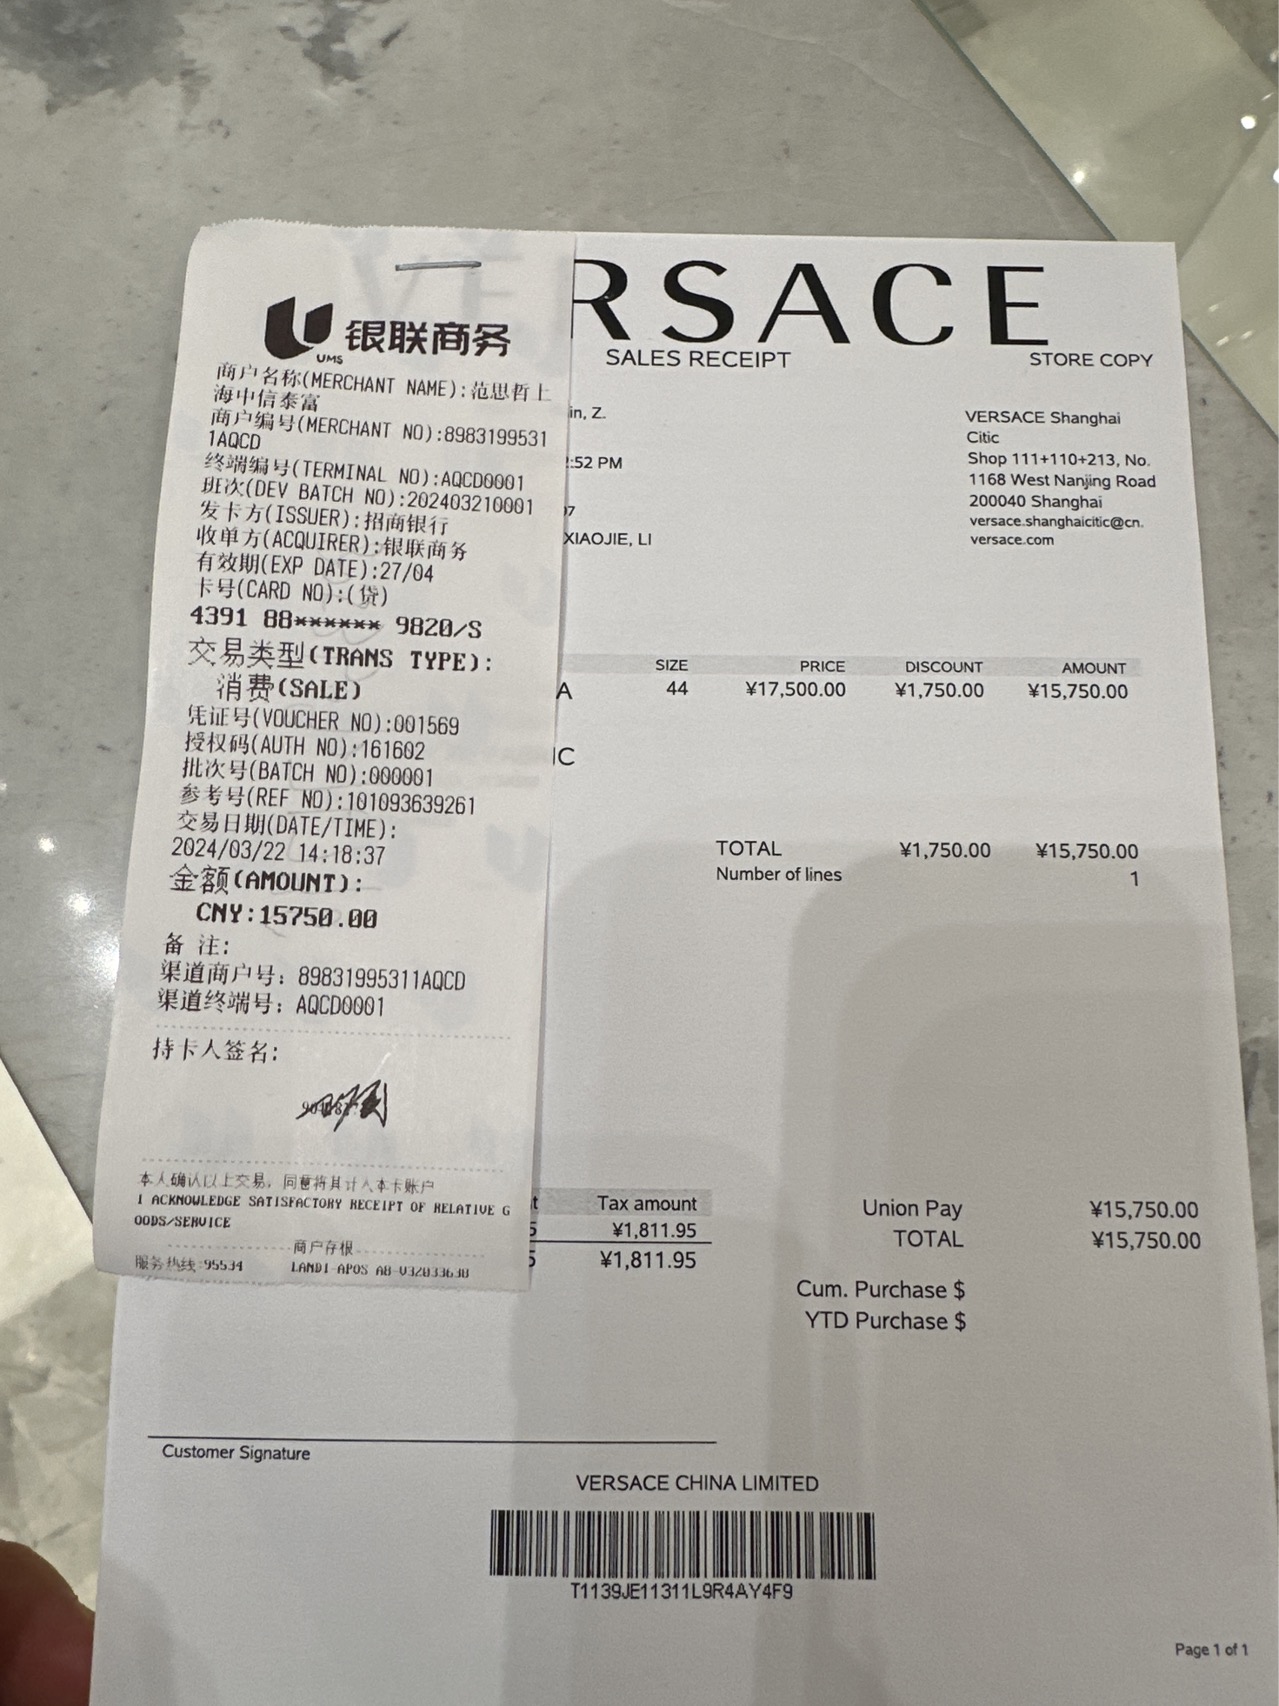 银联商务
UMS
商户名称(MERCHANT NAME):范思哲上
海中信泰富
商户编号(MERCHANT NO):8983199531
1AQCD
终端编号(TERMINAL NO):AQCD0001
班次(DEV BATCH NO):202403210001
发卡方(ISSUER):招商银行
收单方(ACQUIRER):银联商务
有效期(EXP DATE):27/04
卡号(CARD NO):(贷)
4391 88****** 9820/S
交易类型(TRANS TYPE):
消费(SALE)
凭证号(VOUCHER NO):001569
授权码(AUTH NO):161602
批次号(BATCH NO):000001
参考号(REF NO):101093639261
交易日期(DATE/TIME):
2024/03/22 14:18:37
金额(AMOUNT):
CNY:15750.00
备 注:
渠道商户号: 89831995311AQCD
渠道终端号: AQCD0001
持卡人签名:
本人确认以上交易, 同意将其计入本卡账户
I ACKNOWLEDGE SATISFACTORY RECEIPT OF RELATIVE G
OODS/SERVICE
商户存根
服务热线:95534 LANDI-APOS A8-V328336JB
RSACE
SALES RECEIPT STORE COPY
in, Z.
:52 PM
07
XIAOJIE, LI
VERSACE Shanghai
Citic
Shop 111+110+213, No.
1168 West Nanjing Road
200040 Shanghai
versace.shanghaicitic@cn.
versace.com
SIZE PRICE DISCOUNT AMOUNT
A 44 ¥17,500.00 ¥1,750.00 ¥15,750.00
IC
TOTAL ¥1,750.00 ¥15,750.00
Number of lines 1
t Tax amount
5 ¥1,811.95
5 ¥1,811.95
Union Pay ¥15,750.00
TOTAL ¥15,750.00
Cum. Purchase $
YTD Purchase $
Customer Signature
VERSACE CHINA LIMITED
T1139JE11311L9R4AY4F9
Page 1 of 1